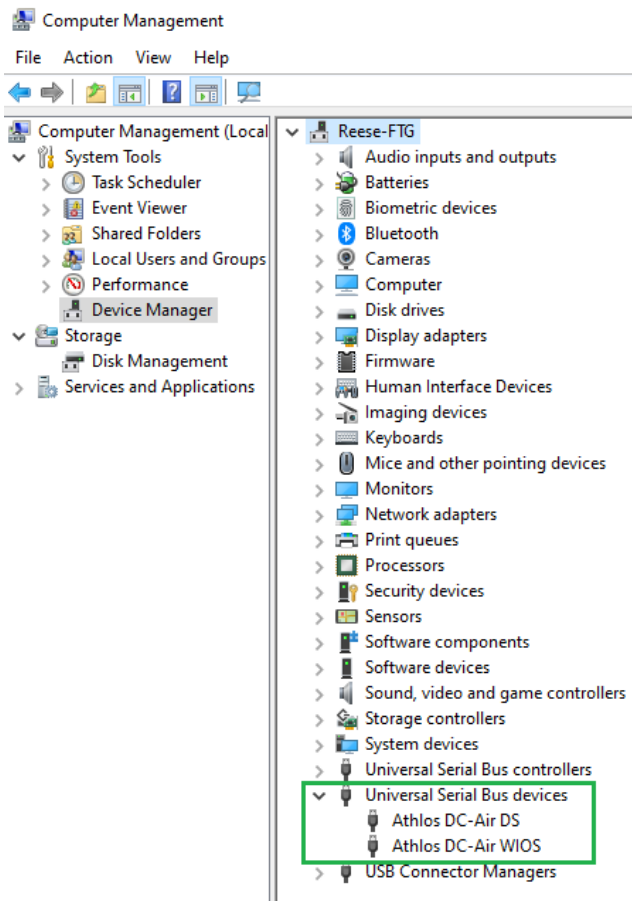 Computer Management
File Action View Help
Computer Management (Local
System Tools
Task Scheduler
Event Viewer
Shared Folders
Local Users and Groups
Performance
Device Manager
Storage
Disk Management
Services and Applications
Reese-FTG
Audio inputs and outputs
Batteries
Biometric devices
Bluetooth
Cameras
Computer
Disk drives
Display adapters
Firmware
Human Interface Devices
Imaging devices
Keyboards
Mice and other pointing devices
Monitors
Network adapters
Print queues
Processors
Security devices
Sensors
Software components
Software devices
Sound, video and game controllers
Storage controllers
System devices
Universal Serial Bus controllers
Universal Serial Bus devices
Athlos DC-Air DS
Athlos DC-Air WIOS
USB Connector Managers